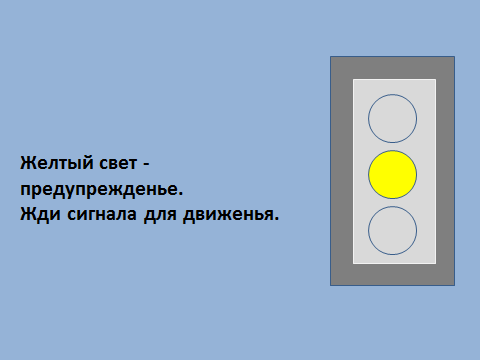 Желтый свет -
предупрежденье.
Жди сигнала для движенья.